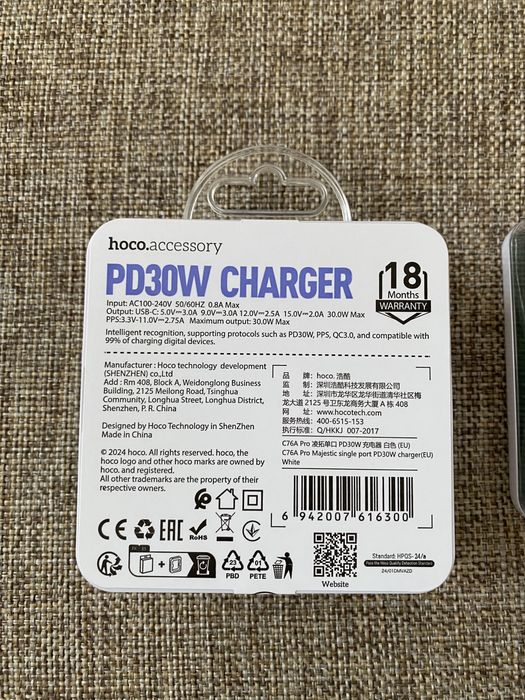 hoco.accessory
PD30W CHARGER
18
Months
WARRANTY
Input: AC100-240V 50/60HZ 0.8A Max
Output: USB-C: 5.0V⎓3.0A 9.0V⎓3.0A 12.0V⎓2.5A 15.0V⎓2.0A 30.0W Max
PPS:3.3V-11.0V⎓2.75A Maximum output: 30.0W Max
Intelligent recognition, supporting protocols such as PD30W, PPS, QC3.0, and compatible with
99% of charging digital devices.
Manufacturer : Hoco technology development
(SHENZHEN) co.,Ltd
Add : Rm 408, Block A, Weidonglong Business
Building, 2125 Meilong Road, Tsinghua
Community, Longhua Street, Longhua District,
Shenzhen, P. R. China
Designed by Hoco Technology in ShenZhen
Made in China
© 2024 hoco. All rights reserved, hoco, the
hoco logo and other hoco marks are owned by
hoco. and registered.
All other trademarks are the property of their
respective owners.
品 牌: hoco. 浩酷
监 制: 深圳浩酷科技发展有限公司
地 址: 深圳市龙华区龙华街道清华社区梅
龙大道 2125 号卫东龙商务大厦 A 栋 408
网 址: www.hocotech.com
服务热线: 400-6515-153
执行标准: Q/HKKJ 007-2017
C76A Pro 凌拓单口 PD30W 充电器 白色 (EU)
C76A Pro Majestic single port PD30W charger(EU)
White
6 942007 616300
CE
EAC
RoHS
23
PBD
01
PETE
Website
Standard: HPQS- 24/a
Pass the Hoco Quality Detection Standard
24/01DMVAZD